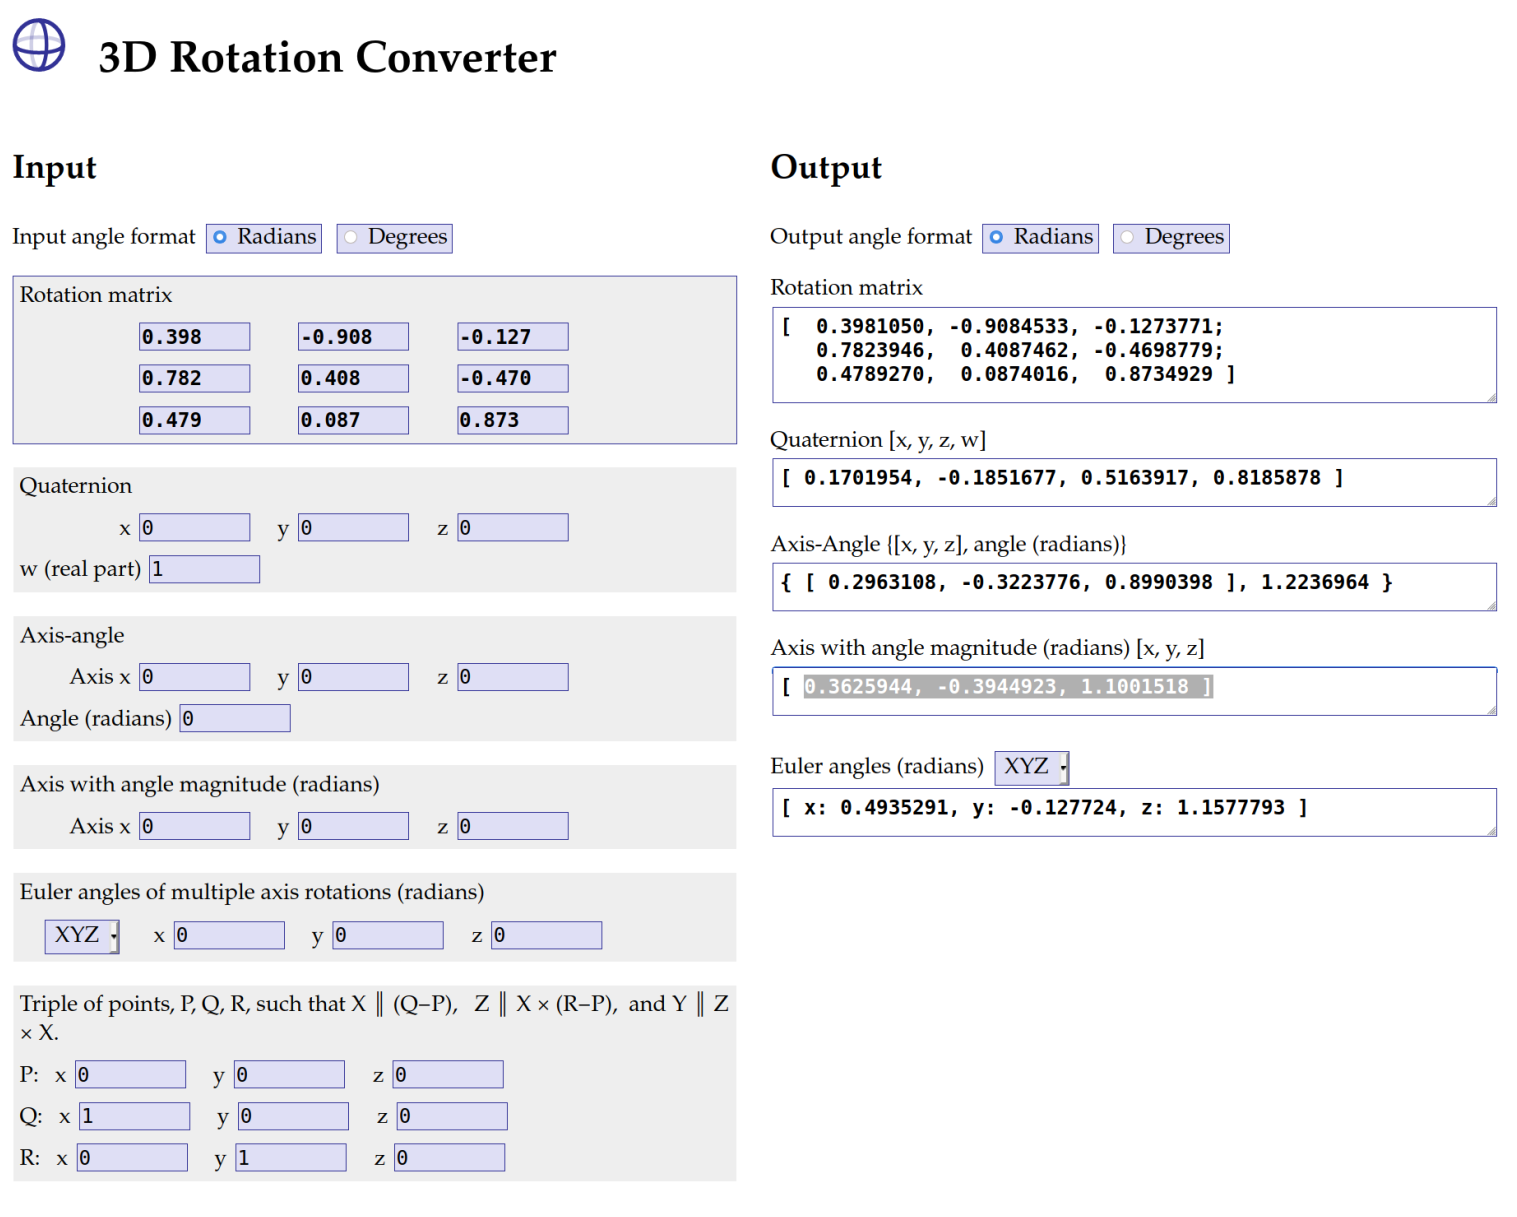 3D Rotation Converter
Input
Input angle format Radians Degrees
Rotation matrix
0.398 -0.908 -0.127
0.782 0.408 -0.470
0.479 0.087 0.873
Quaternion
x 0 y 0 z 0
w (real part) 1
Axis-angle
Axis x 0 y 0 z 0
Angle (radians) 0
Axis with angle magnitude (radians)
Axis x 0 y 0 z 0
Euler angles of multiple axis rotations (radians)
XYZ x 0 y 0 z 0
Triple of points, P, Q, R, such that X ∥ (Q–P), Z ∥ X × (R–P), and Y ∥ Z
× X.
P: x 0 y 0 z 0
Q: x 1 y 0 z 0
R: x 0 y 1 z 0
Output
Output angle format Radians Degrees
Rotation matrix
[ 0.3981050, -0.9084533, -0.1273771;
0.7823946, 0.4087462, -0.4698779;
0.4789270, 0.0874016, 0.8734929 ]
Quaternion [x, y, z, w]
[ 0.1701954, -0.1851677, 0.5163917, 0.8185878 ]
Axis-Angle {[x, y, z], angle (radians)}
{ [ 0.2963108, -0.3223776, 0.8990398 ], 1.2236964 }
Axis with angle magnitude (radians) [x, y, z]
[ 0.3625944, -0.3944923, 1.1001518 ]
Euler angles (radians) XYZ
[ x: 0.4935291, y: -0.127724, z: 1.1577793 ]